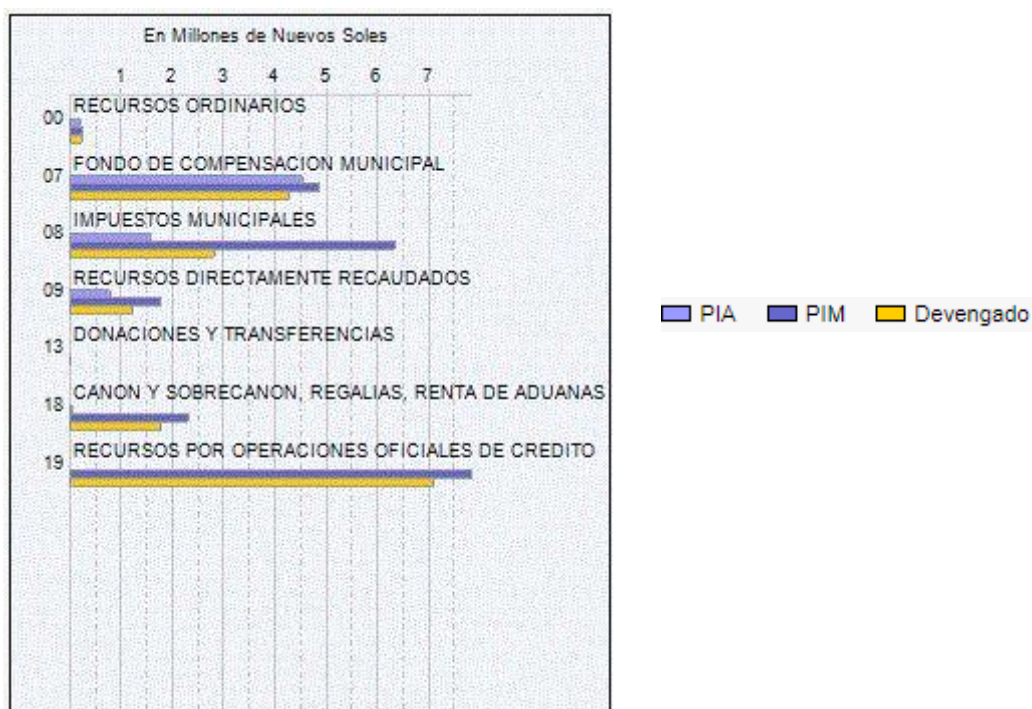 En Millones de Nuevos Soles
1 2 3 4 5 6 7
00 RECURSOS ORDINARIOS
07 FONDO DE COMPENSACION MUNICIPAL
08 IMPUESTOS MUNICIPALES
09 RECURSOS DIRECTAMENTE RECAUDADOS
13 DONACIONES Y TRANSFERENCIAS
18 CANON Y SOBRECANON, REGALIAS, RENTA DE ADUANAS
19 RECURSOS POR OPERACIONES OFICIALES DE CREDITO
PIA PIM Devengado